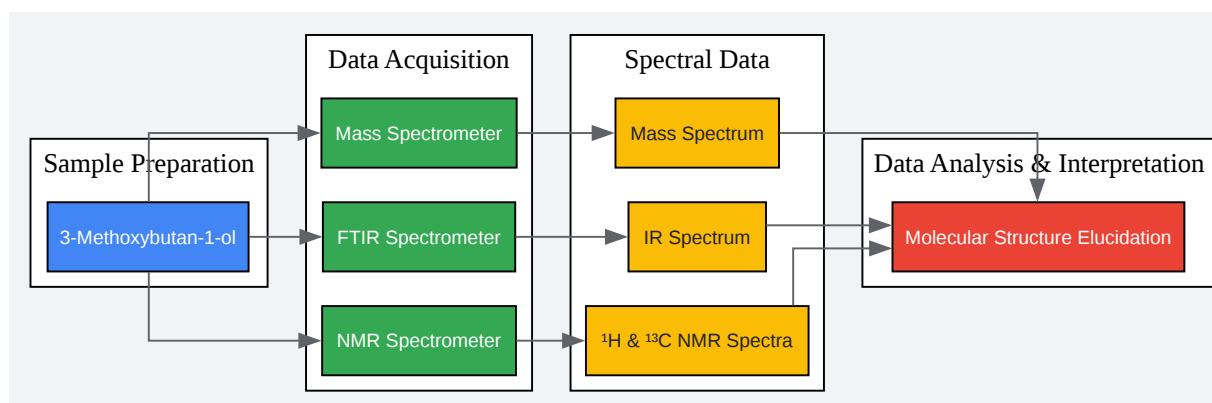 Sample Preparation
3-Methoxybutan-1-ol
Data Acquisition
Mass Spectrometer
FTIR Spectrometer
NMR Spectrometer
Spectral Data
Mass Spectrum
IR Spectrum
¹H & ¹³C NMR Spectra
Data Analysis & Interpretation
Molecular Structure Elucidation